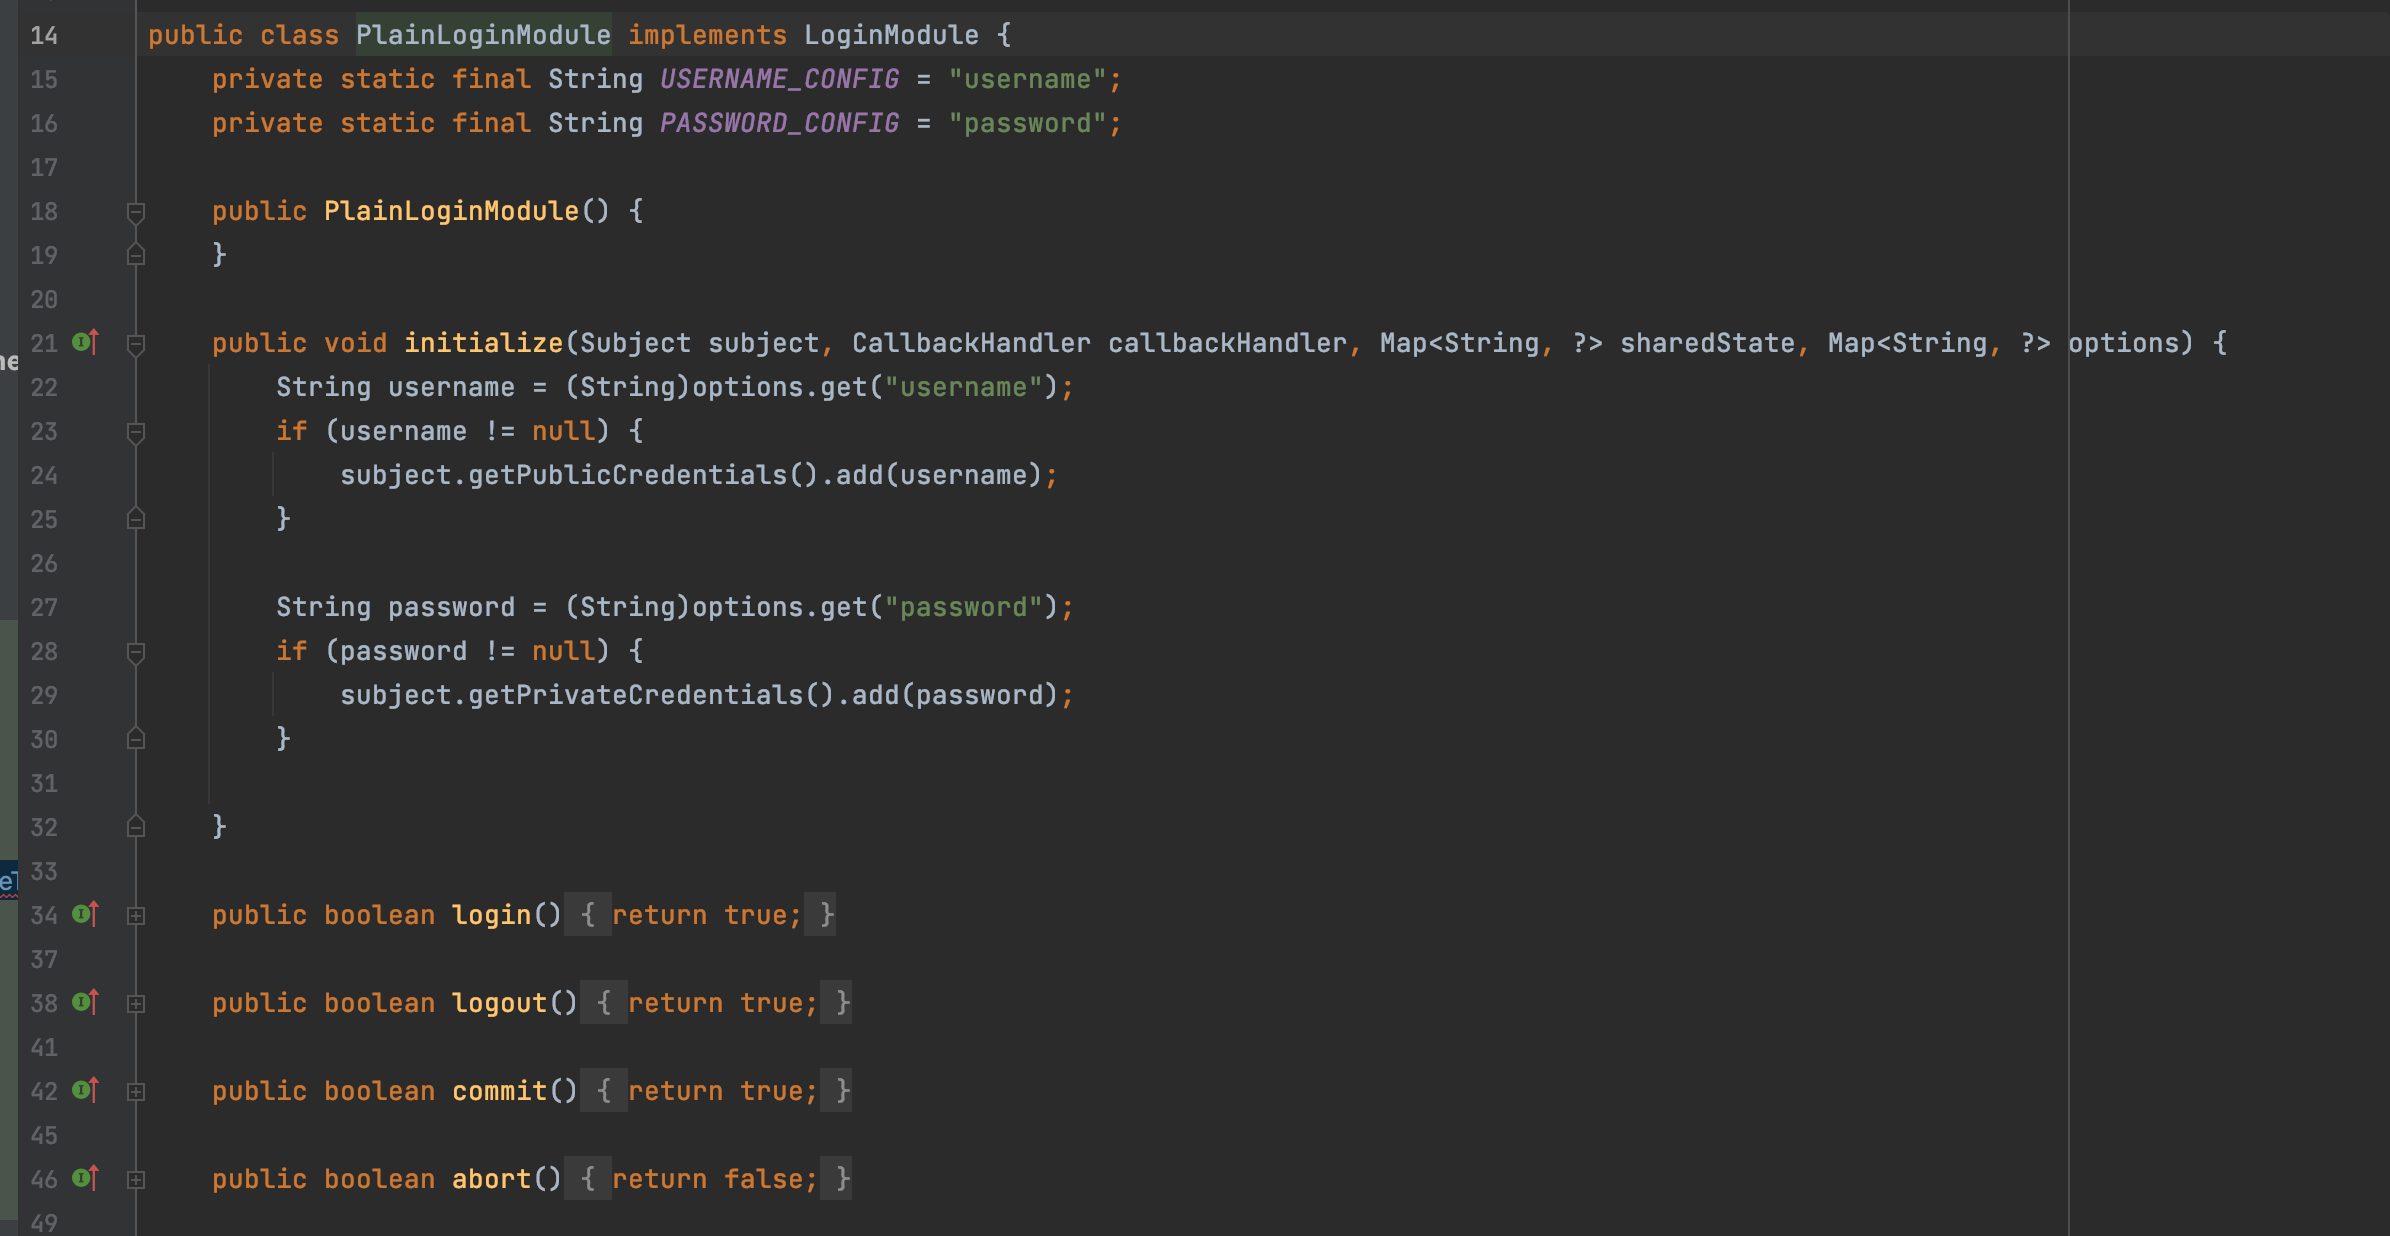 14 public class PlainLoginModule implements LoginModule {
15 private static final String USERNAME_CONFIG = "username";
16 private static final String PASSWORD_CONFIG = "password";
17
18 public PlainLoginModule() {
19 }
20
21 public void initialize(Subject subject, CallbackHandler callbackHandler, Map<String, ?> sharedState, Map<String, ?> options) {
22 String username = (String)options.get("username");
23 if (username != null) {
24 subject.getPublicCredentials().add(username);
25 }
26
27 String password = (String)options.get("password");
28 if (password != null) {
29 subject.getPrivateCredentials().add(password);
30 }
31
32 }
33
34 public boolean login() { return true; }
37
38 public boolean logout() { return true; }
41
42 public boolean commit() { return true; }
45
46 public boolean abort() { return false; }
49